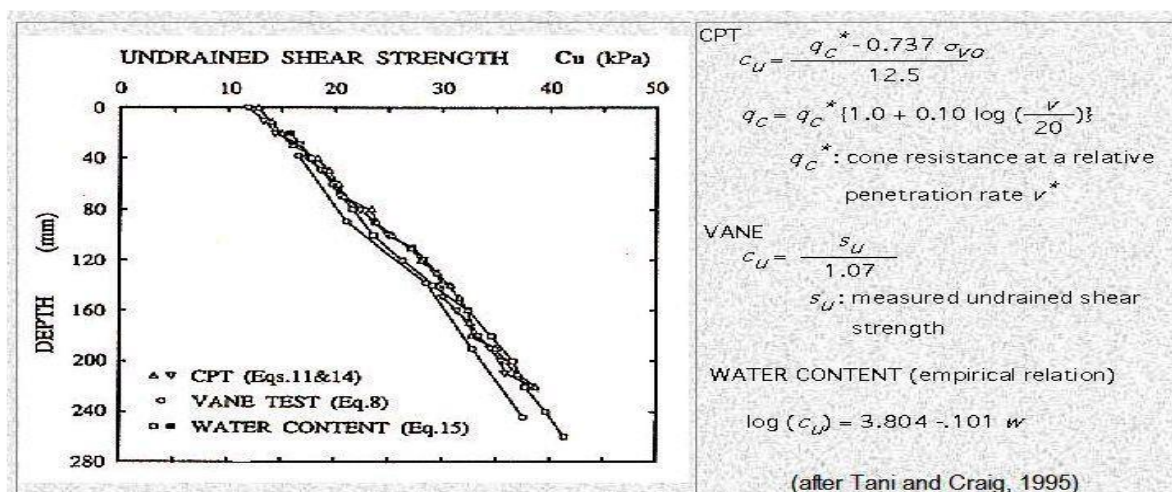 UNDRAINED SHEAR STRENGTH Cu (kPa)
0 10 20 30 40 50
0
40
80
120
160
200
240
280
DEPTH (mm)
CPT (Eqs.11&14)
VANE TEST (Eq.8)
WATER CONTENT (Eq.15)
CPT
c_u = (q_c* - 0.737 σ_vo) / 12.5
q_c = q_c* {1.0 + 0.10 log (v/20)}
q_c* : cone resistance at a relative
penetration rate v*
VANE
c_u = s_u / 1.07
s_u : measured undrained shear
strength
WATER CONTENT (empirical relation)
log (c_u) = 3.804 -.101 w
(after Tani and Craig, 1995)